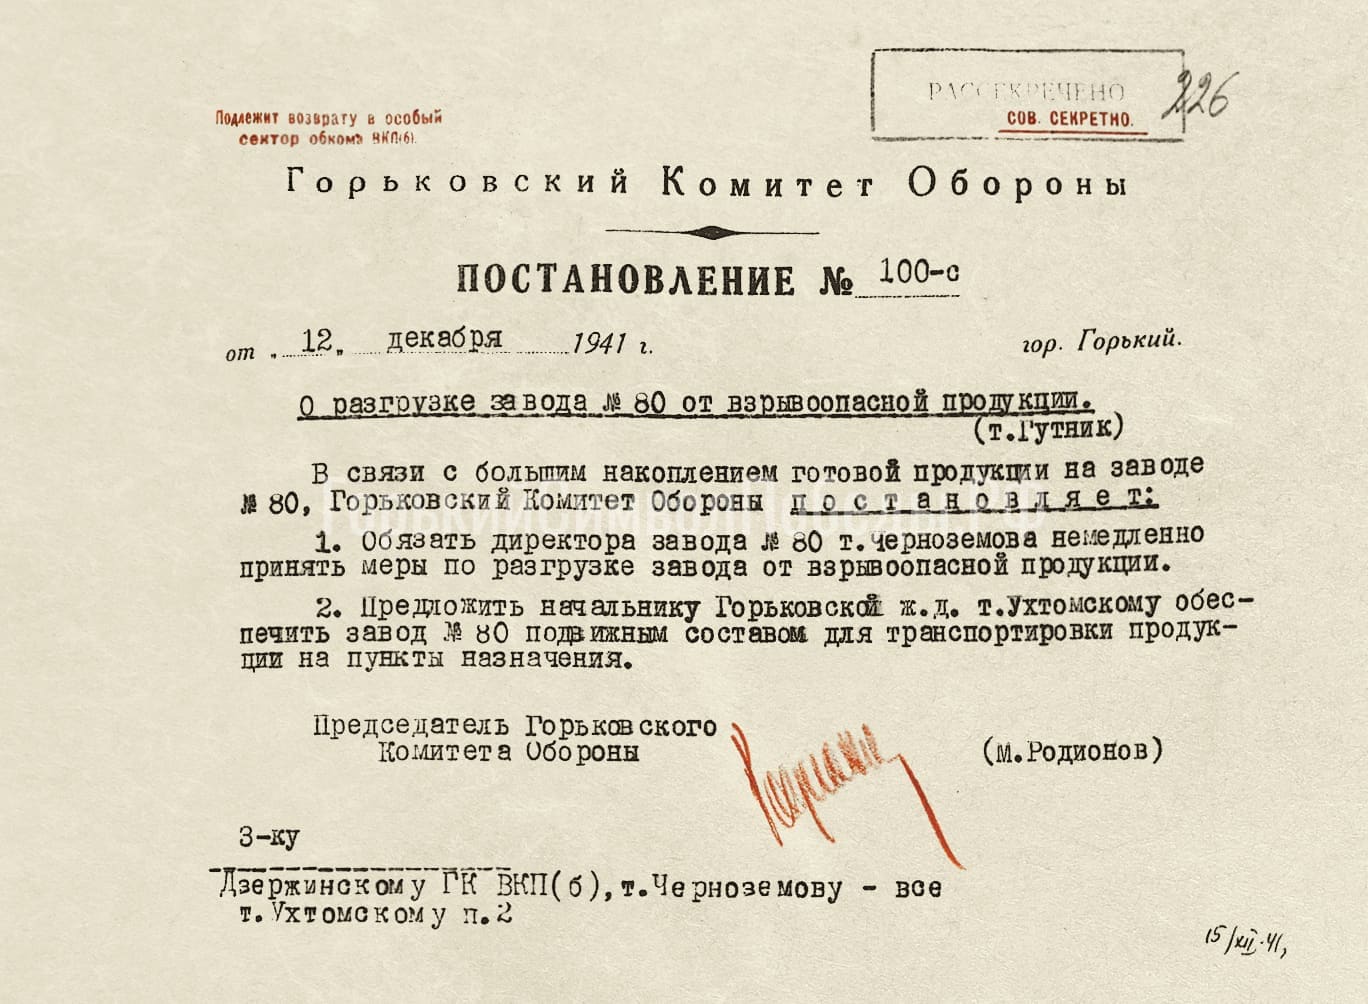 РАССЕКРЕЧЕНО
226
СОВ. СЕКРЕТНО.
Подлежит возврату в особый
сектор обкома ВКП(б).
Горьковский Комитет Обороны
ПОСТАНОВЛЕНИЕ № 100-с
от „ 12 „ декабря 1941 г.
гор. Горький.
О разгрузке завода № 80 от взрывоопасной продукции.
(т.Гутник)
В связи с большим накоплением готовой продукции на заводе
№ 80, Горьковский Комитет Обороны п о с т а н о в л я е т:
1. Обязать директора завода № 80 т.Черноземова немедленно
принять меры по разгрузке завода от взрывоопасной продукции.
2. Предложить начальнику Горьковской ж.д. т.Ухтомскому обес-
печить завод № 80 подвижным составом для транспортировки продук-
ции на пункты назначения.
Председатель Горьковского
Комитета Обороны
(М.Родионов)
3-ку
Дзержинскому ГК ВКП(б),т.Черноземову - все
т.Ухтомскому п.2
15/XII.41,